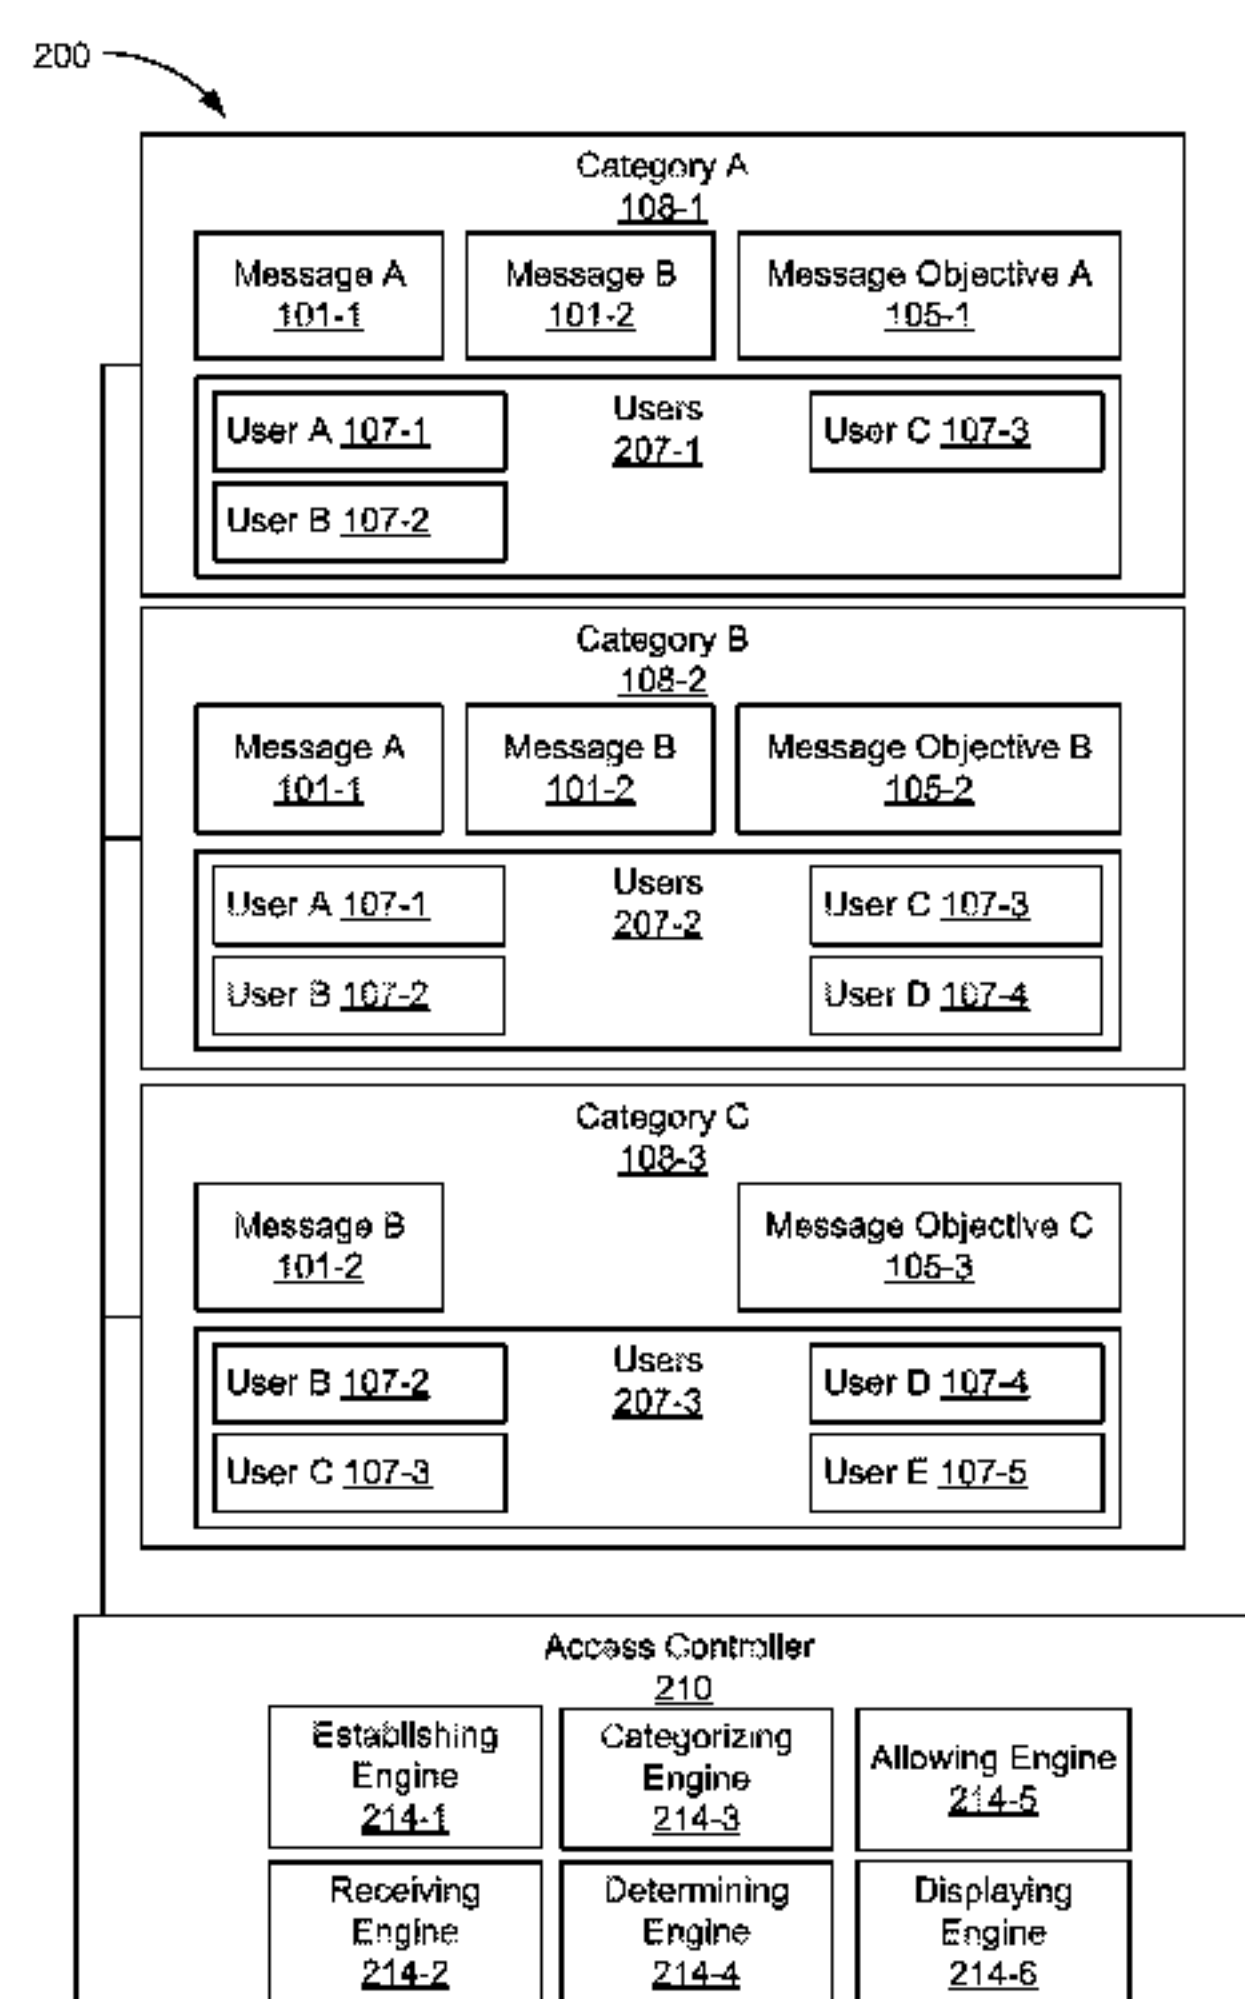 200
Category A
108-1
Message A
101-1
Message B
101-2
Message Objective A
105-1
User A 107-1
Users
207-1
User C 107-3
User B 107-2
Category B
108-2
Message A
101-1
Message B
101-2
Message Objective B
105-2
User A 107-1
Users
207-2
User C 107-3
User B 107-2
User D 107-4
Category C
108-3
Message B
101-2
Message Objective C
105-3
User B 107-2
Users
207-3
User D 107-4
User C 107-3
User E 107-5
Access Controller
210
Establishing
Engine
214-1
Categorizing
Engine
214-3
Allowing Engine
214-5
Receiving
Engine
214-2
Determining
Engine
214-4
Displaying
Engine
214-6